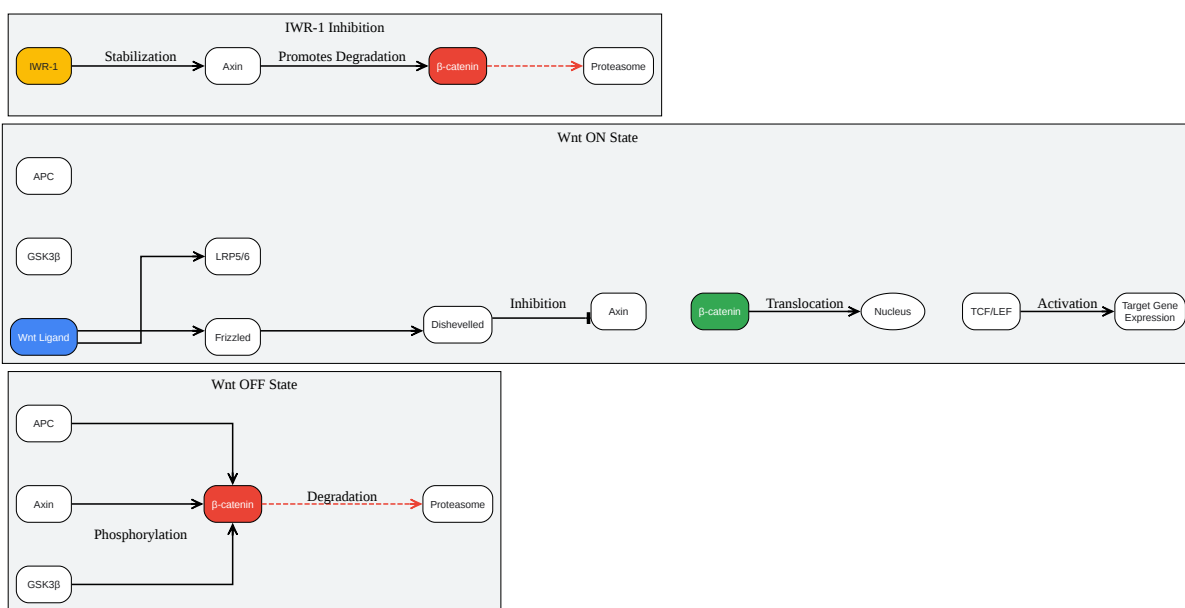 IWR-1 Inhibition
IWR-1
Stabilization
Axin
Promotes Degradation
β-catenin
Proteasome
Wnt ON State
APC
GSK3β
LRP5/6
Wnt Ligand
Frizzled
Dishevelled
Inhibition
Axin
β-catenin
Translocation
Nucleus
TCF/LEF
Activation
Target Gene
Expression
Wnt OFF State
APC
Axin
Phosphorylation
GSK3β
β-catenin
Degradation
Proteasome